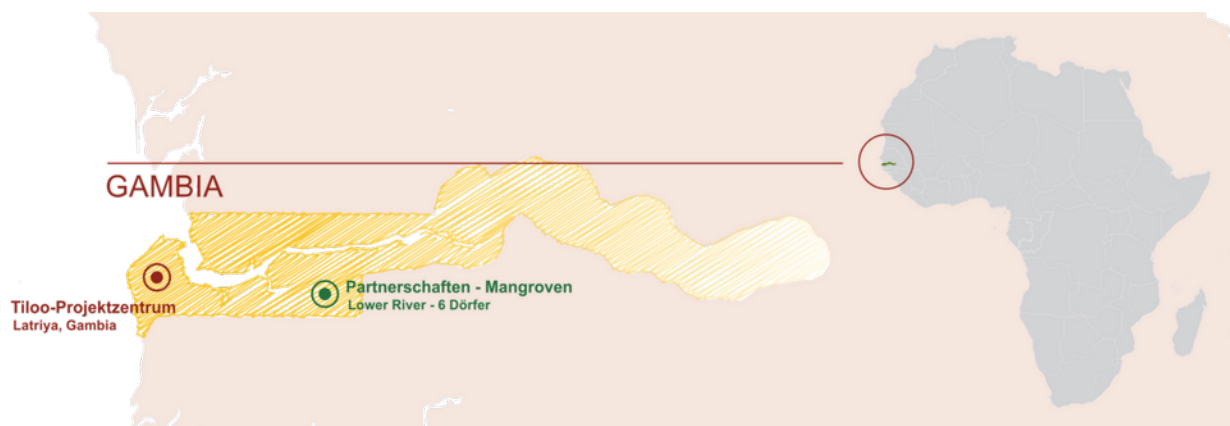 GAMBIA
Tiloo-Projektzentrum
Latriya, Gambia
Partnerschaften - Mangroven
Lower River - 6 Dörfer